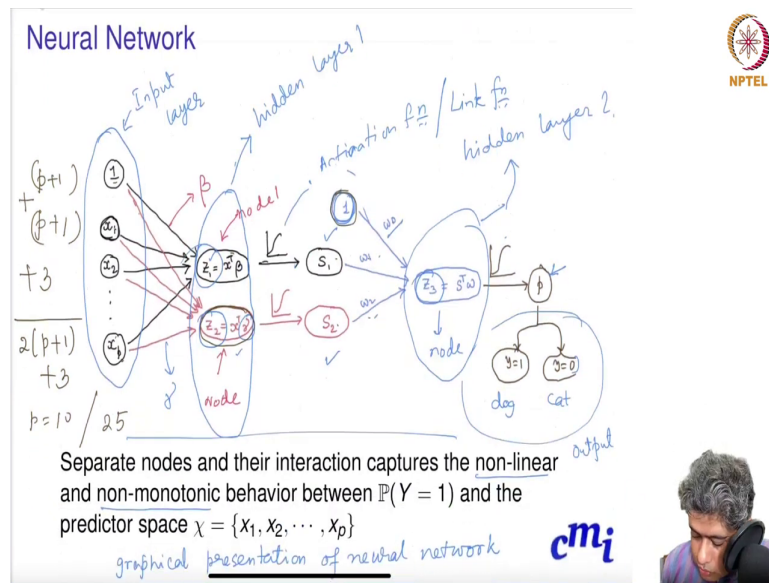 Neural Network
NPTEL
Input
layer
hidden layer 1
Activation fn / Link fn
hidden layer 2.
(p+1)
+
(p+1)
+3
2(p+1)
+3
p=10 / 25
1
x1
x2
⋮
xp
β
γ
node1
z1 = xᵀβ
z2 = xᵀγ
node
S1
S2
1
w0
w1
w2
z3 = Sᵀw
node
p
y=1
y=0
dog
cat
output
Separate nodes and their interaction captures the non-linear
and non-monotonic behavior between ℙ(Y = 1) and the
predictor space χ = {x1, x2, ⋯ , xp}
graphical presentation of neural network
cmi